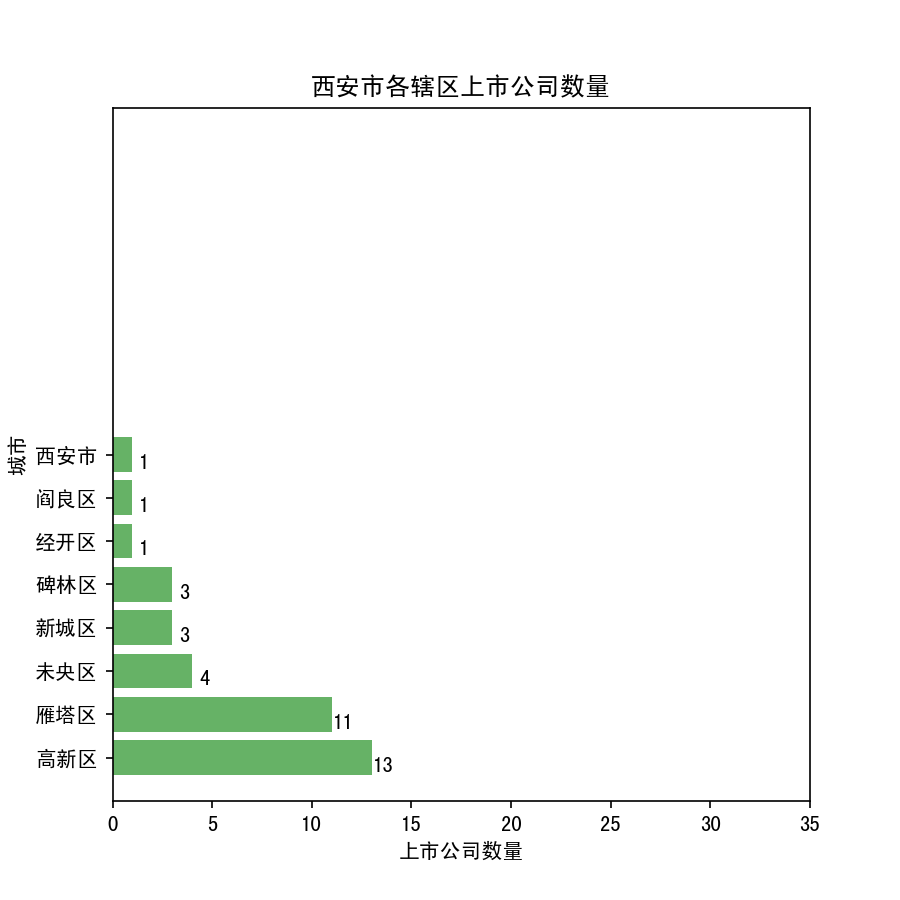 西安市各辖区上市公司数量
城市
西安市 1
阎良区 1
经开区 1
碑林区 3
新城区 3
未央区 4
雁塔区 11
高新区 13
0 5 10 15 20 25 30 35
上市公司数量